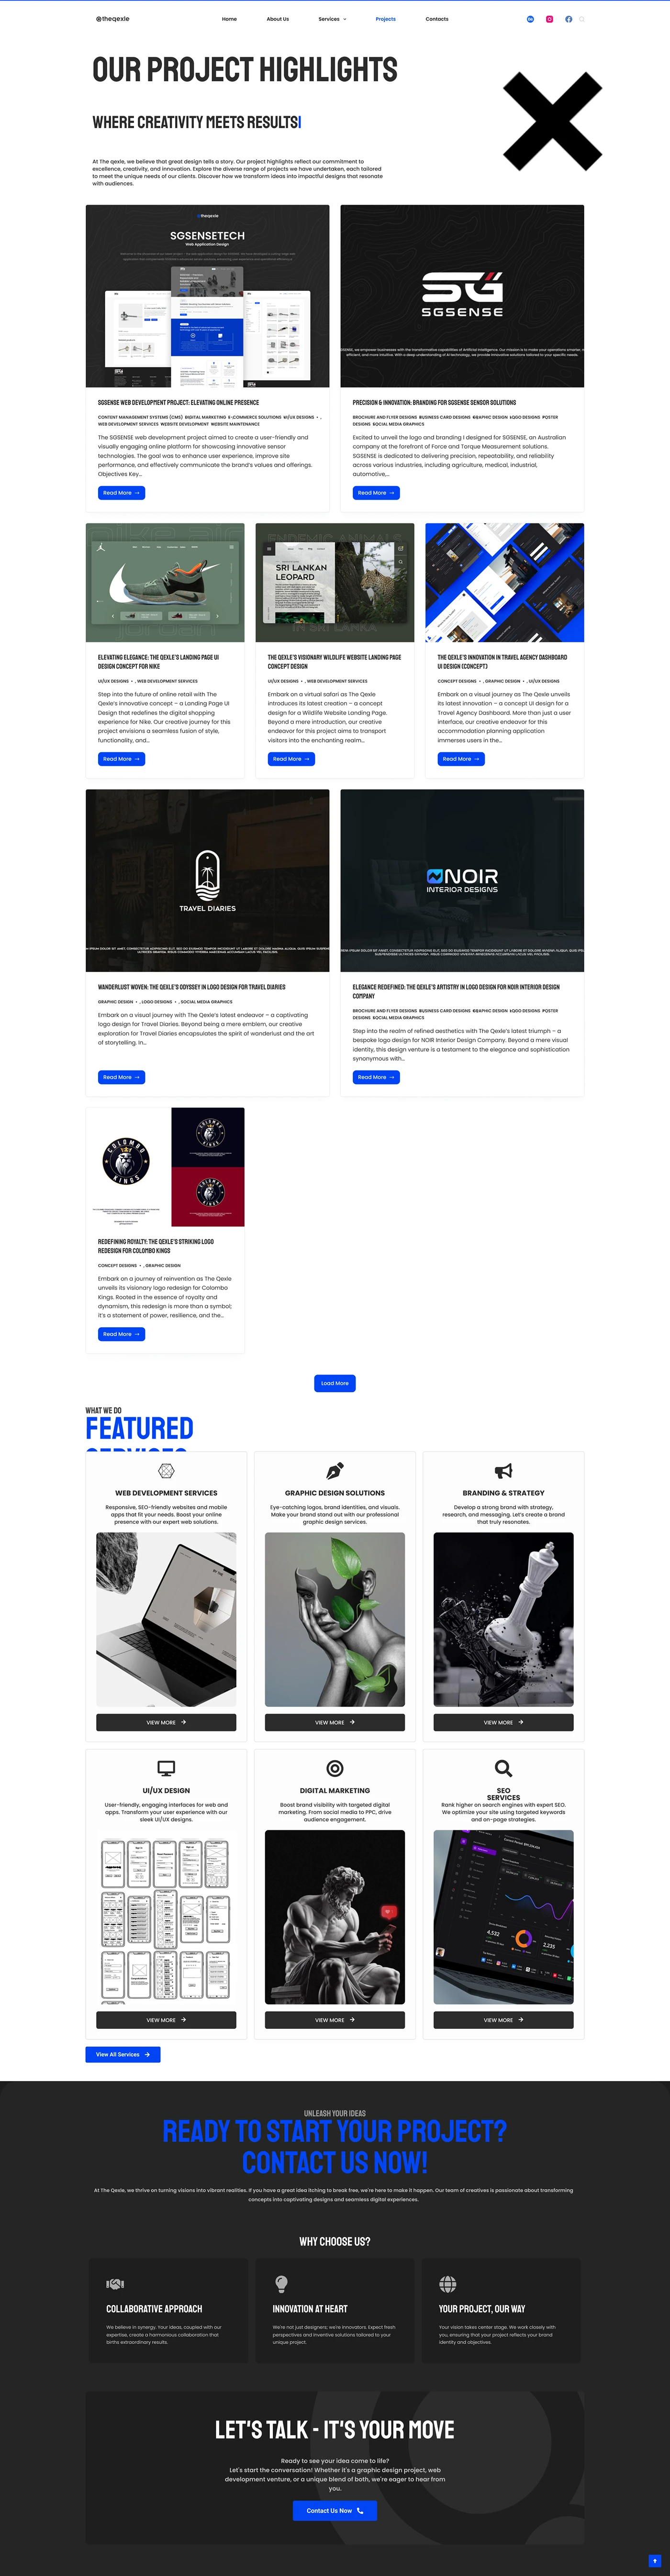 theqexle
Home
About Us
Services
Projects
Contacts
OUR PROJECT HIGHLIGHTS
WHERE CREATIVITY MEETS RESULTS
At The qexle, we believe that great design tells a story. Our project highlights reflect our commitment to
excellence, creativity, and innovation. Explore the diverse range of projects we have undertaken, each tailored
to meet the unique needs of our clients. Discover how we transform ideas into impactful designs that resonate
with audiences.
theqexle
SGSENSETECH
Web Application Design
SG
SGSENSE
SGSENSE WEB DEVELOPMENT PROJECT: ELEVATING ONLINE PRESENCE
CONTENT MANAGEMENT SYSTEMS (CMS) DIGITAL MARKETING E-COMMERCE SOLUTIONS UI/UX DESIGNS • ,
WEB DEVELOPMENT SERVICES WEBSITE DEVELOPMENT WEBSITE MAINTENANCE
The SGSENSE web development project aimed to create a user-friendly and
visually engaging online platform for showcasing innovative sensor
technologies. The goal was to enhance user experience, improve site
performance, and effectively communicate the brand's values and offerings.
Objectives Key...
Read More →
PRECISION & INNOVATION: BRANDING FOR SGSENSE SENSOR SOLUTIONS
BROCHURE AND FLYER DESIGNS BUSINESS CARD DESIGNS GRAPHIC DESIGN LOGO DESIGNS POSTER
DESIGNS SOCIAL MEDIA GRAPHICS
Excited to unveil the logo and branding I designed for SGSENSE, an Australian
company at the forefront of Force and Torque Measurement solutions.
SGSENSE is dedicated to delivering precision, repeatability, and reliability
across various industries, including agriculture, medical, industrial,
automotive,...
Read More →
SRI LANKAN
LEOPARD
IN SRI LANKA
ELEVATING ELEGANCE: THE QEXLE'S LANDING PAGE UI
DESIGN CONCEPT FOR NIKE
UI/UX DESIGNS • , WEB DEVELOPMENT SERVICES
Step into the future of online retail with The
Qexle's innovative concept – a Landing Page UI
Design that redefines the digital shopping
experience for Nike. Our creative journey for this
project envisions a seamless fusion of style,
functionality, and...
Read More →
THE QEXLE'S VISIONARY WILDLIFE WEBSITE LANDING PAGE
CONCEPT DESIGN
UI/UX DESIGNS • , WEB DEVELOPMENT SERVICES
Embark on a virtual safari as The Qexle
introduces its latest creation – a concept
design for a Wildlife Website Landing Page.
Beyond a mere introduction, our creative
endeavor for this project aims to transport
visitors into the enchanting realm...
Read More →
THE QEXLE'S INNOVATION IN TRAVEL AGENCY DASHBOARD
UI DESIGN (CONCEPT)
CONCEPT DESIGNS • , GRAPHIC DESIGN • , UI/UX DESIGNS
Embark on a visual journey as The Qexle unveils
its latest innovation – a concept UI design for a
Travel Agency Dashboard. More than just a user
interface, our creative endeavour for this
accommodation planning application
immerses users in the...
Read More →
TRAVEL DIARIES
NOIR
INTERIOR DESIGNS
WANDERLUST WOVEN: THE QEXLE'S ODYSSEY IN LOGO DESIGN FOR TRAVEL DIARIES
GRAPHIC DESIGN • , LOGO DESIGNS • , SOCIAL MEDIA GRAPHICS
Embark on a visual journey with The Qexle's latest endeavor – a captivating
logo design for Travel Diaries. Beyond being a mere emblem, our creative
exploration for Travel Diaries encapsulates the spirit of wanderlust and the art
of storytelling. In...
Read More →
ELEGANCE REDEFINED: THE QEXLE'S ARTISTRY IN LOGO DESIGN FOR NOIR INTERIOR DESIGN
COMPANY
BROCHURE AND FLYER DESIGNS BUSINESS CARD DESIGNS GRAPHIC DESIGN LOGO DESIGNS POSTER
DESIGNS SOCIAL MEDIA GRAPHICS
Step into the realm of refined aesthetics with The Qexle's latest triumph – a
bespoke logo design for NOIR Interior Design Company. Beyond a mere visual
identity, this design venture is a testament to the elegance and sophistication
synonymous with...
Read More →
COLOMBO
KINGS
REDEFINING ROYALTY: THE QEXLE'S STRIKING LOGO
REDESIGN FOR COLOMBO KINGS
CONCEPT DESIGNS • , GRAPHIC DESIGN
Embark on a journey of reinvention as The Qexle
unveils its visionary logo redesign for Colombo
Kings. Rooted in the essence of royalty and
dynamism, this redesign is more than a symbol;
it's a statement of power, resilience, and the...
Read More →
Load More
WHAT WE DO
FEATURED
SERVICES
WEB DEVELOPMENT SERVICES
Responsive, SEO-friendly websites and mobile
apps that fit your needs. Boost your online
presence with our expert web solutions.
VIEW MORE →
GRAPHIC DESIGN SOLUTIONS
Eye-catching logos, brand identities, and visuals.
Make your brand stand out with our professional
graphic design services.
VIEW MORE →
BRANDING & STRATEGY
Develop a strong brand with strategy,
research, and messaging. Let's create a brand
that truly resonates.
VIEW MORE →
UI/UX DESIGN
User-friendly, engaging interfaces for web and
apps. Transform your user experience with our
sleek UI/UX designs.
VIEW MORE →
DIGITAL MARKETING
Boost brand visibility with targeted digital
marketing. From social media to PPC, drive
audience engagement.
VIEW MORE →
SEO
SERVICES
Rank higher on search engines with expert SEO.
We optimize your site using targeted keywords
and on-page strategies.
4,532
2,235
VIEW MORE →
View All Services →
UNLEASH YOUR IDEAS
READY TO START YOUR PROJECT?
CONTACT US NOW!
At The Qexle, we thrive on turning visions into vibrant realities. If you have a great idea itching to break free, we're here to make it happen. Our team of creatives is passionate about transforming
concepts into captivating designs and seamless digital experiences.
WHY CHOOSE US?
COLLABORATIVE APPROACH
We believe in synergy. Your ideas, coupled with our
expertise, create a harmonious collaboration that
births extraordinary results.
INNOVATION AT HEART
We're not just designers; we're innovators. Expect fresh
perspectives and inventive solutions tailored to your
unique project.
YOUR PROJECT, OUR WAY
Your vision takes center stage. We work closely with
you, ensuring that your project reflects your brand
identity and objectives.
LET'S TALK - IT'S YOUR MOVE
Ready to see your idea come to life?
Let's start the conversation! Whether it's a graphic design project, web
development venture, or a unique blend of both, we're eager to hear from
you.
Contact Us Now